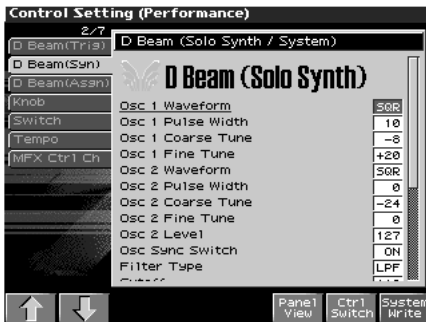 Control Setting (Performance)
2/7
D Beam(Trig)
D Beam(Syn)
D Beam(Assn)
Knob
Switch
Tempo
MFX Ctrl Ch
D Beam (Solo Synth / System)
D Beam (Solo Synth)
Osc 1 Waveform SQR
Osc 1 Pulse Width 10
Osc 1 Coarse Tune -8
Osc 1 Fine Tune +20
Osc 2 Waveform SQR
Osc 2 Pulse Width 0
Osc 2 Coarse Tune -24
Osc 2 Fine Tune 0
Osc 2 Level 127
Osc Sync Switch ON
Filter Type LPF
Panel View
Ctrl Switch
System Write